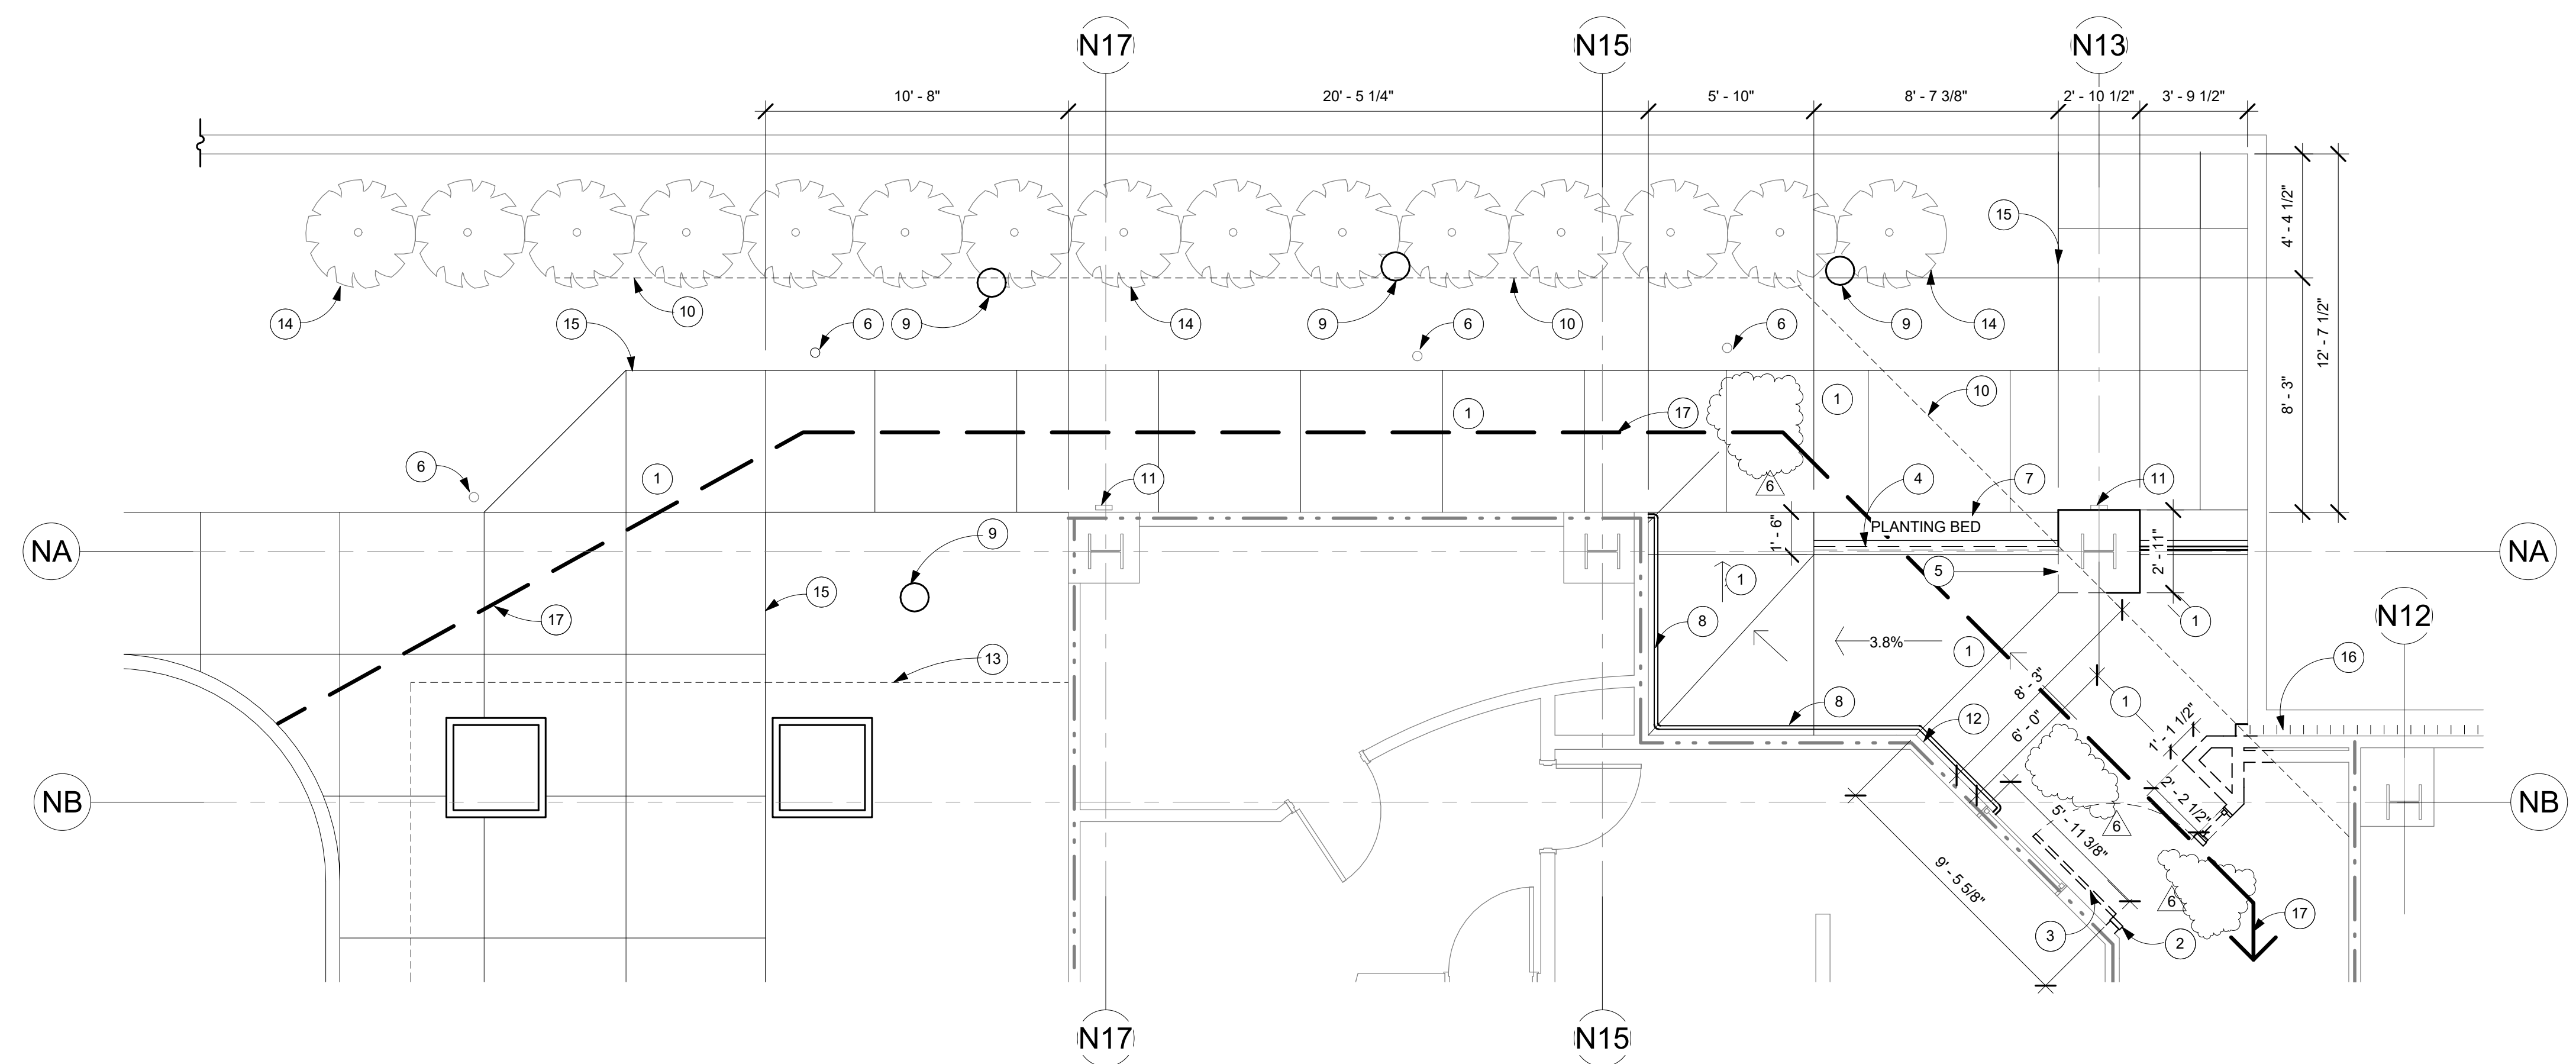 N17 N15 N13
10' - 8" 20' - 5 1/4" 5' - 10" 8' - 7 3/8" 2' - 10 1/2" 3' - 9 1/2"
4' - 4 1/2"
15
14 10 6 9 15 14 9 6 10 6 9 14
12' - 7 1/2"
8' - 3"
10
1 17 1
6 1 11 4 7 11
6
PLANTING BED
1' - 6"
NA NA
9 2' - 11"
5 1
15 17 8 1 N12
3.8% 1
13 16
8' - 3"
8 1
12 6' - 0" 1' - 1 1/2"
NB NB
2' - 2 1/2"
5' - 11 3/8" 6
9' - 5 5/8"
6 17
3 2
N17 N15